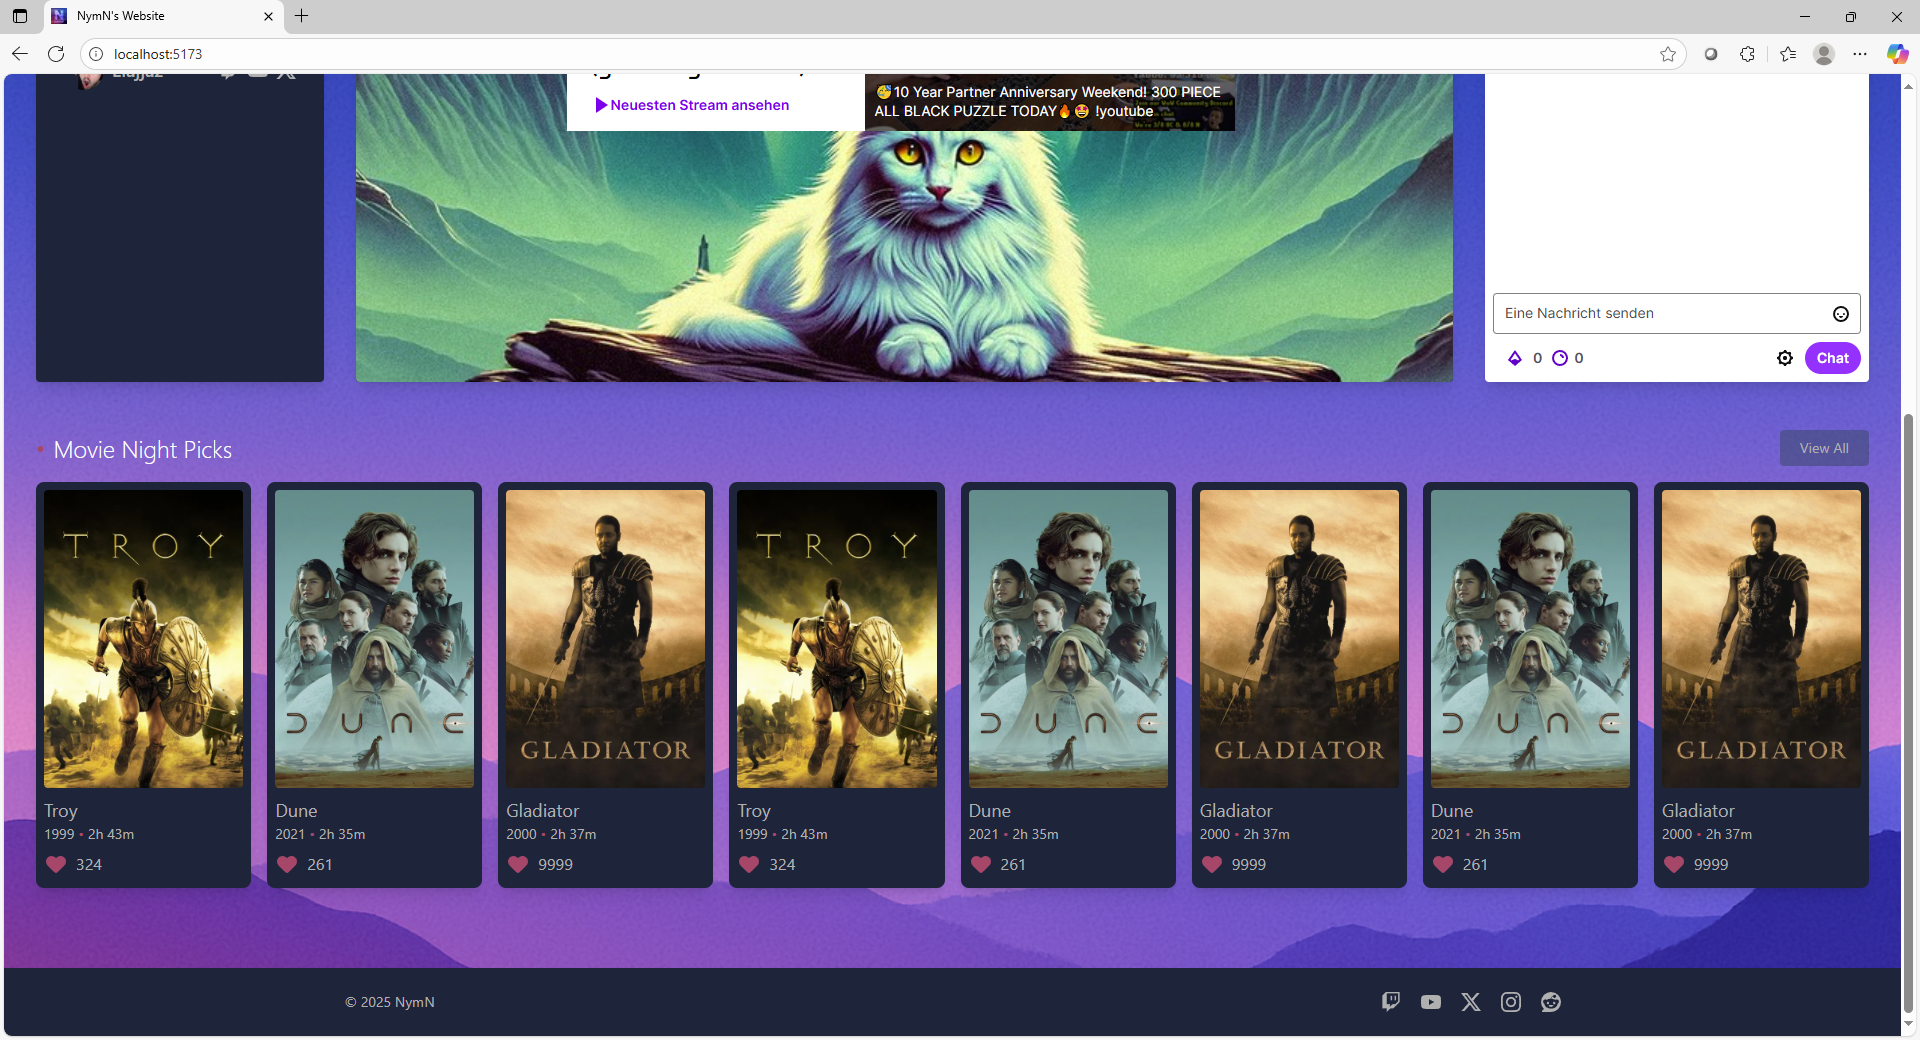 NymN's Website
localhost:5173
Neuesten Stream ansehen
😴10 Year Partner Anniversary Weekend! 300 PIECE
ALL BLACK PUZZLE TODAY🔥🤩 !youtube
Eine Nachricht senden
0 0
Chat
Movie Night Picks
View All
TROY
DUNE
GLADIATOR
TROY
DUNE
GLADIATOR
DUNE
GLADIATOR
Troy
1999 • 2h 43m
324
Dune
2021 • 2h 35m
261
Gladiator
2000 • 2h 37m
9999
Troy
1999 • 2h 43m
324
Dune
2021 • 2h 35m
261
Gladiator
2000 • 2h 37m
9999
Dune
2021 • 2h 35m
261
Gladiator
2000 • 2h 37m
9999
© 2025 NymN